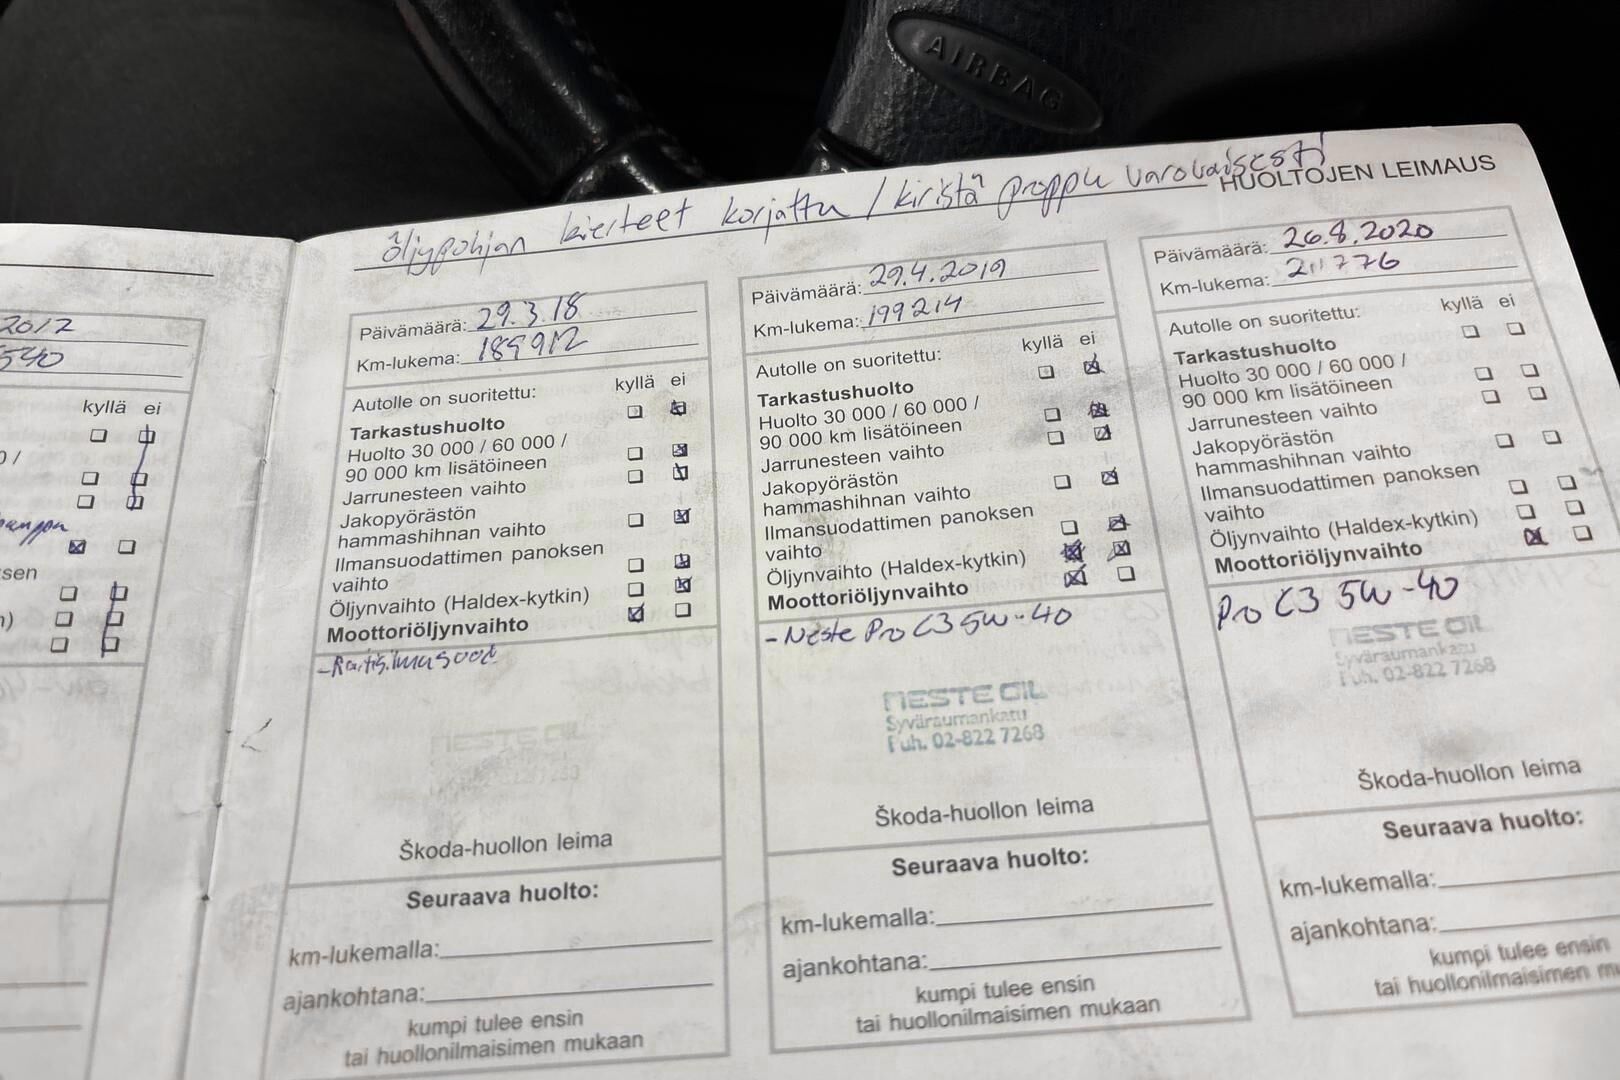 AIRBAG
HUOLTOJEN LEIMAUS
öljypohjan kierteet korjattu / kiristä proppu varovaisesti!
2012
540
kyllä ei
0 /
sen
Päivämäärä: 29.3.18
Km-lukema: 189912
Autolle on suoritettu: kyllä ei
Tarkastushuolto
Huolto 30 000 / 60 000 /
90 000 km lisätöineen
Jarrunesteen vaihto
Jakopyörästön
hammashihnan vaihto
Ilmansuodattimen panoksen
vaihto
Öljynvaihto (Haldex-kytkin)
Moottoriöljynvaihto
NESTE OIL
Škoda-huollon leima
Seuraava huolto:
km-lukemalla:
ajankohtana:
kumpi tulee ensin
tai huollonilmaisimen mukaan
Päivämäärä: 29.4.2019
Km-lukema: 199214
Autolle on suoritettu: kyllä ei
Tarkastushuolto
Huolto 30 000 / 60 000 /
90 000 km lisätöineen
Jarrunesteen vaihto
Jakopyörästön
hammashihnan vaihto
Ilmansuodattimen panoksen
vaihto
Öljynvaihto (Haldex-kytkin)
Moottoriöljynvaihto
- Neste Pro C3 5W-40
NESTE OIL
Syväraumankatu
Puh. 02-822 7268
Škoda-huollon leima
Seuraava huolto:
km-lukemalla:
ajankohtana:
kumpi tulee ensin
tai huollonilmaisimen mukaan
Päivämäärä: 26.8.2020
Km-lukema: 211776
Autolle on suoritettu: kyllä ei
Tarkastushuolto
Huolto 30 000 / 60 000 /
90 000 km lisätöineen
Jarrunesteen vaihto
Jakopyörästön
hammashihnan vaihto
Ilmansuodattimen panoksen
vaihto
Öljynvaihto (Haldex-kytkin)
Moottoriöljynvaihto
Pro C3 5W-40
NESTE OIL
Syväraumankatu
Puh. 02-822 7268
Škoda-huollon leima
Seuraava huolto:
km-lukemalla:
ajankohtana:
kumpi tulee ensin
tai huollonilmaisimen